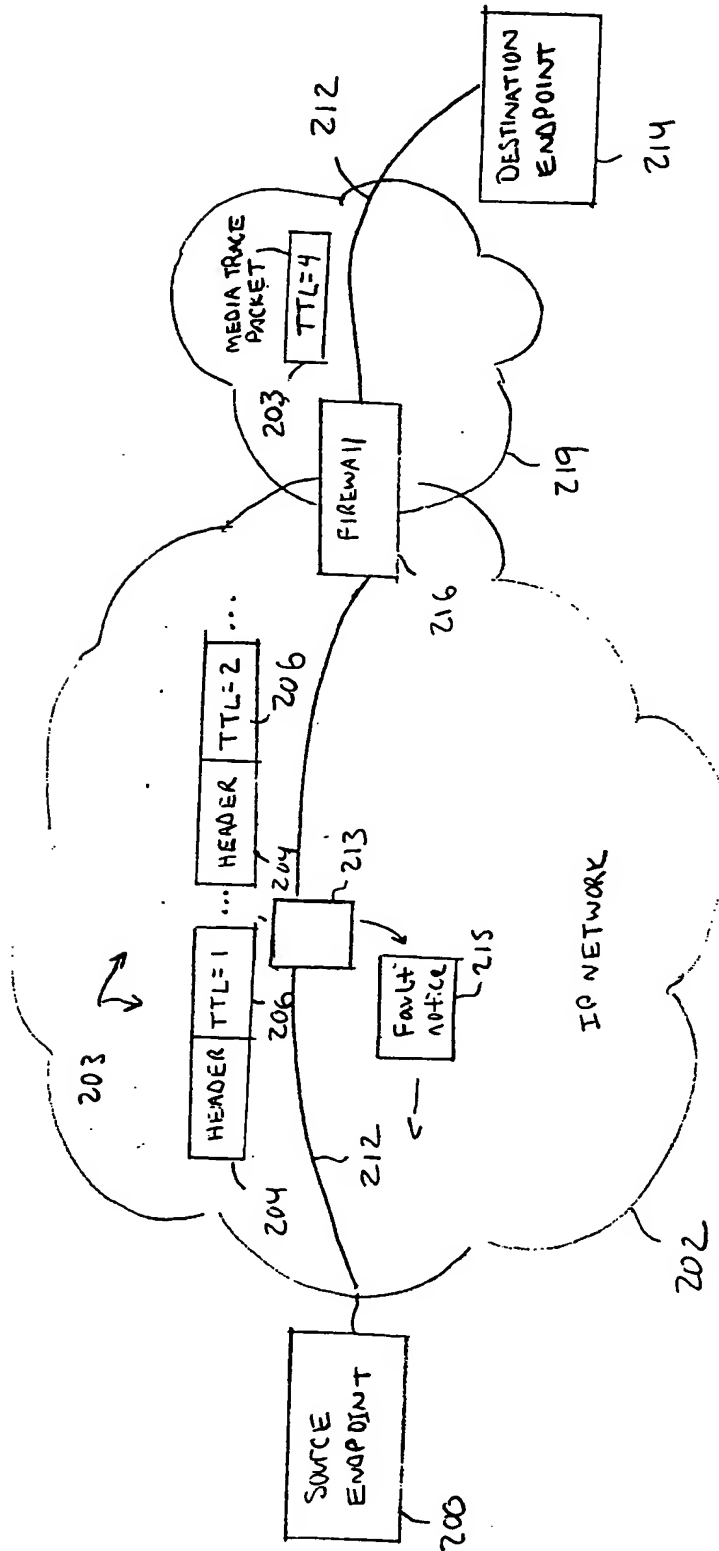 SOURCE
ENDPOINT
200
203
HEADER TTL=1 ...
204
206
HEADER TTL=2 ...
204
206
213
Fault
notice
215
212
IP NETWORK
202
FIREWALL
216
MEDIA TRACE
PACKET
TTL=4
203
219
212
DESTINATION
ENDPOINT
214